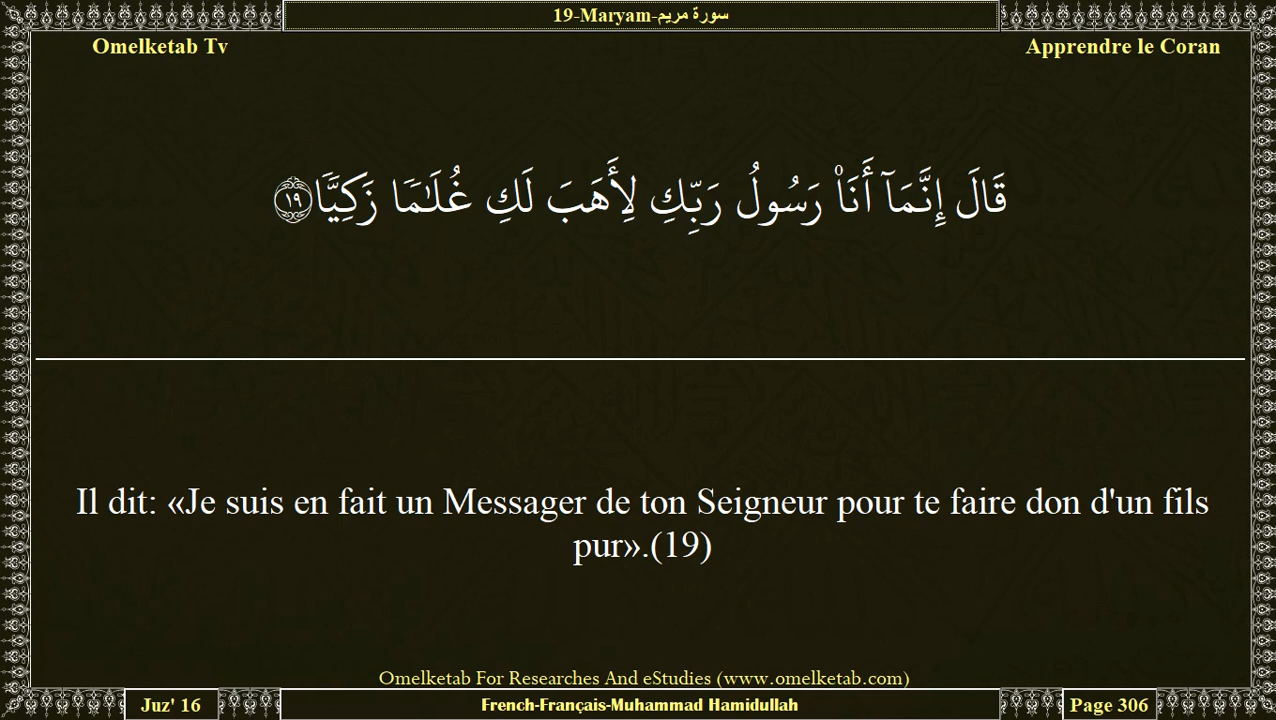 19-Maryam-سورة مريم
Omelketab Tv
Apprendre le Coran
قَالَ إِنَّمَآ أَنَا۠ رَسُولُ رَبِّكِ لِأَهَبَ لَكِ غُلَـٰمًا زَكِيًّا ١٩
Il dit: «Je suis en fait un Messager de ton Seigneur pour te faire don d'un fils
pur».(19)
Omelketab For Researches And eStudies (www.omelketab.com)
Juz' 16
French-Français-Muhammad Hamidullah
Page 306